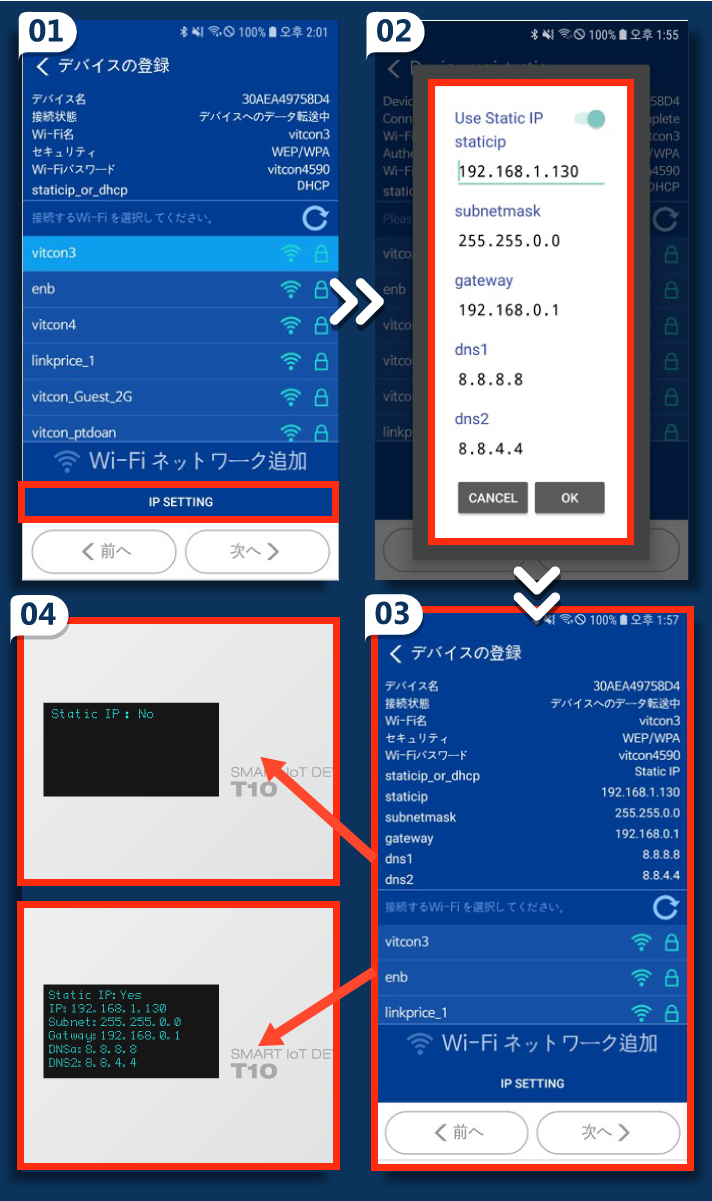 01
100% 오후 2:01
デバイスの登録
デバイス名 30AEA49758D4
接続状態 デバイスへのデータ転送中
Wi-Fi名 vitcon3
セキュリティ WEP/WPA
Wi-Fiパスワード vitcon4590
staticip_or_dhcp DHCP
接続するWi-Fiを選択してください。
vitcon3
enb
vitcon4
linkprice_1
vitcon_Guest_2G
vitcon_ptdoan
Wi-Fiネットワーク追加
IP SETTING
前へ 次へ
02
100% 오후 1:55
Use Static IP
staticip
192.168.1.130
subnetmask
255.255.0.0
gateway
192.168.0.1
dns1
8.8.8.8
dns2
8.8.4.4
CANCEL OK
03
100% 오후 1:57
デバイスの登録
デバイス名 30AEA49758D4
接続状態 デバイスへのデータ転送中
Wi-Fi名 vitcon3
セキュリティ WEP/WPA
Wi-Fiパスワード vitcon4590
staticip_or_dhcp Static IP
staticip 192.168.1.130
subnetmask 255.255.0.0
gateway 192.168.0.1
dns1 8.8.8.8
dns2 8.8.4.4
接続するWi-Fiを選択してください。
vitcon3
enb
linkprice_1
Wi-Fiネットワーク追加
IP SETTING
前へ 次へ
04
Static IP: No
SMART IoT DE
T10
Static IP:Yes
IP:192.168.1.130
Subnet:255.255.0.0
Gatway:192.168.0.1
DNSa:8.8.8.8
DNS2:8.8.4.4
SMART IoT DE
T10